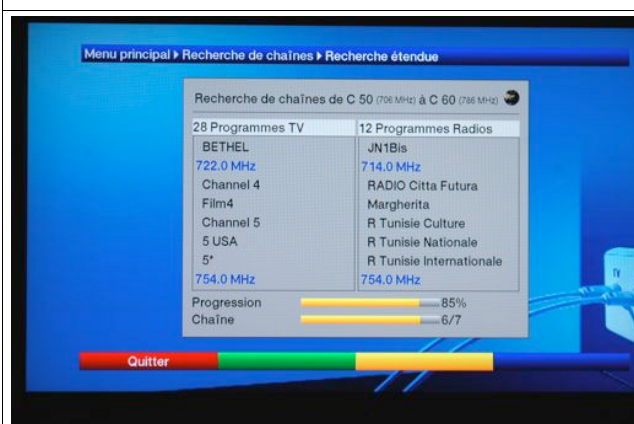 Menu principal ▸ Recherche de chaînes ▸ Recherche étendue
Recherche de chaînes de C 50 (706 MHz) à C 60 (786 MHz)
28 Programmes TV
BETHEL
722.0 MHz
Channel 4
Film4
Channel 5
5 USA
5*
754.0 MHz
12 Programmes Radios
JN1Bis
714.0 MHz
RADIO Citta Futura
Margherita
R Tunisie Culture
R Tunisie Nationale
R Tunisie Internationale
754.0 MHz
Progression 85%
Chaîne 6/7
TV
Quitter